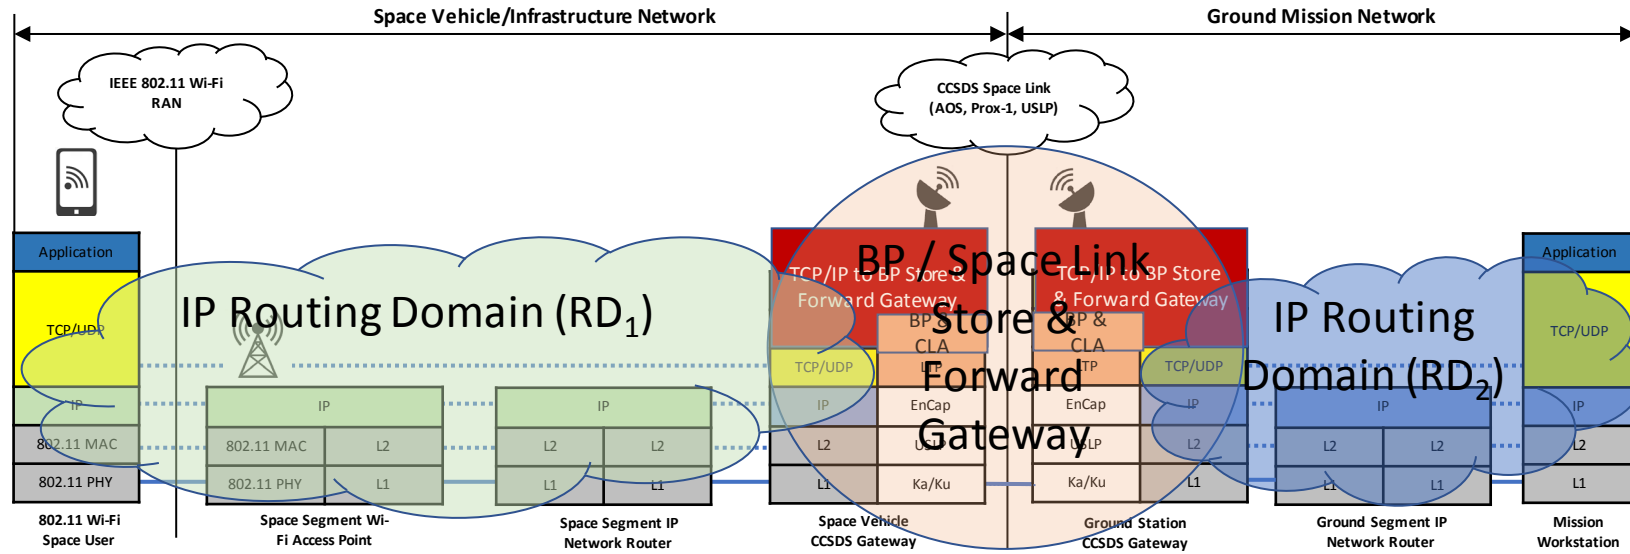 Space Vehicle/Infrastructure Network
Ground Mission Network
IEEE 802.11 Wi-Fi
RAN
CCSDS Space Link
(AOS, Prox-1, USLP)
Application
TCP/UDP
IP
802.11 MAC
802.11 PHY
802.11 Wi-Fi
Space User
IP Routing Domain (RD1)
IP
802.11 MAC
L2
802.11 PHY
L1
Space Segment Wi-
Fi Access Point
IP
L2
L2
L1
L1
Space Segment IP
Network Router
TCP/IP to BP Store &
Forward Gateway
BP &
CLA
TCP/UDP
LTP
IP
EnCap
L2
USLP
L1
Ka/Ku
Space Vehicle
CCSDS Gateway
BP / Space Link
Store &
Forward
Gateway
TCP/IP to BP Store
& Forward Gateway
BP &
CLA
LTP
TCP/UDP
EnCap
IP
USLP
L2
Ka/Ku
L1
Ground Station
CCSDS Gateway
IP Routing
Domain (RD2)
IP
L2
L2
L1
L1
Ground Segment IP
Network Router
Application
TCP/UDP
IP
L2
L1
Mission
Workstation